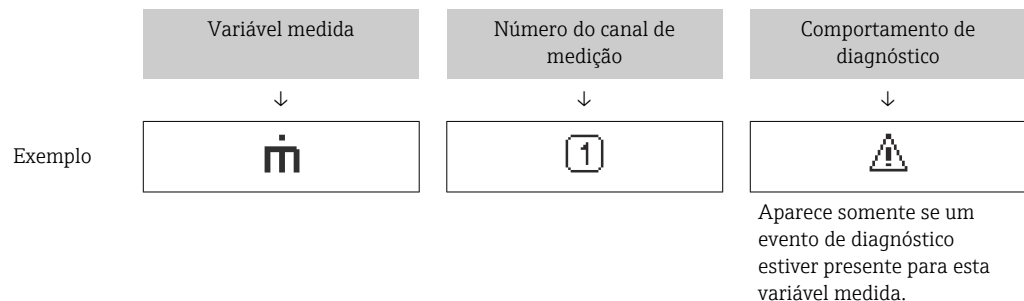 Variável medida
Número do canal de
medição
Comportamento de
diagnóstico
↓ ↓ ↓
Exemplo
ṁ
1
Aparece somente se um
evento de diagnóstico
estiver presente para esta
variável medida.